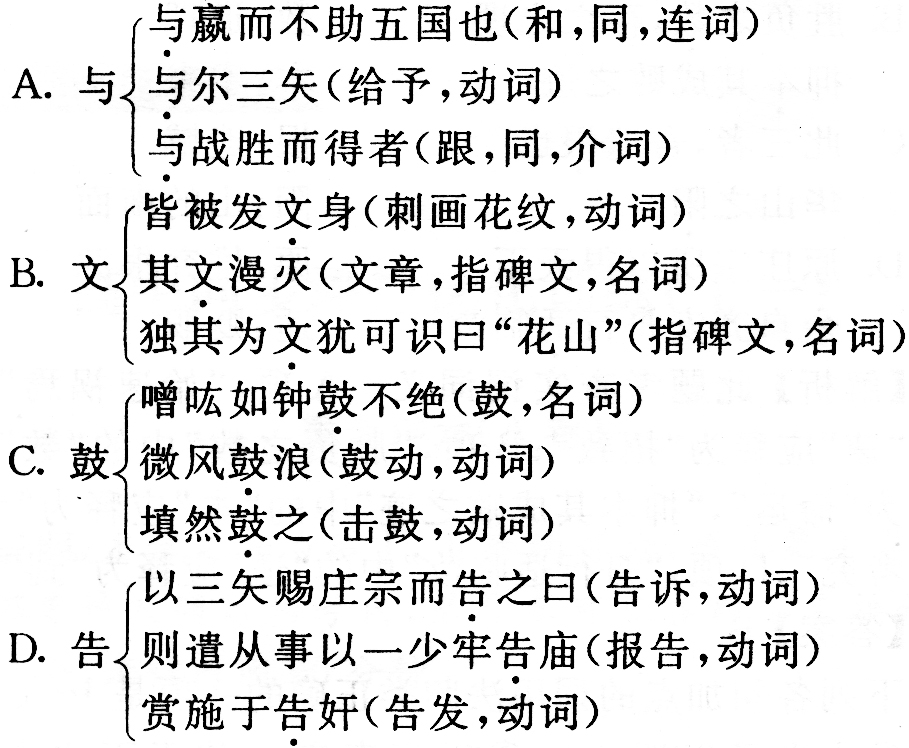 与嬴而不助五国也(和,同,连词)
A. 与 与尔三矢(给予,动词)
与战胜而得者(跟,同,介词)
皆被发文身(刺画花纹,动词)
B. 文 其文漫灭(文章,指碑文,名词)
独其为文犹可识曰“花山”(指碑文,名词)
噌吰如钟鼓不绝(鼓,名词)
C. 鼓 微风鼓浪(鼓动,动词)
填然鼓之(击鼓,动词)
以三矢赐庄宗而告之曰(告诉,动词)
D. 告 则遣从事以一少牢告庙(报告,动词)
赏施于告奸(告发,动词)